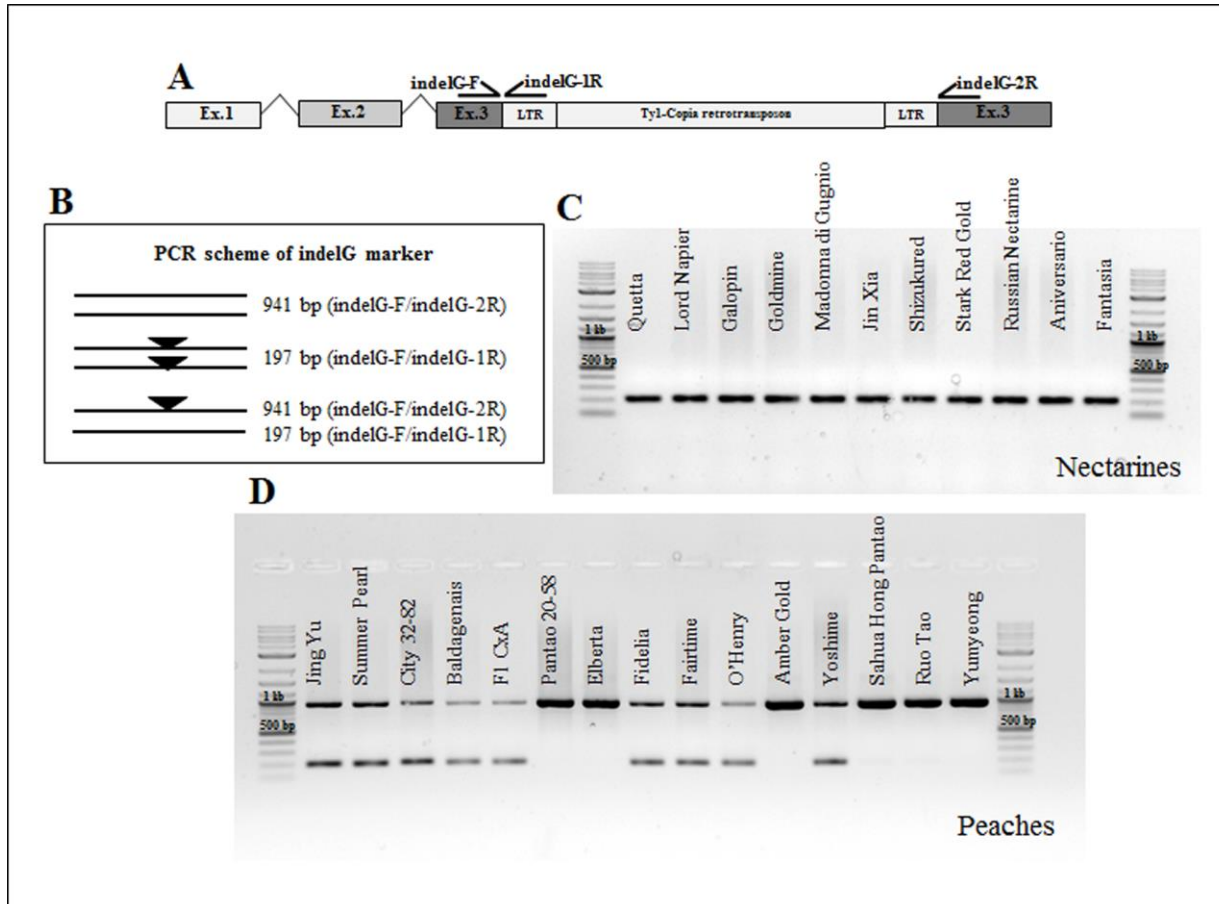 A
indelG-F
indelG-1R
indelG-2R
Ex.1
Ex.2
Ex.3
LTR
Ty1-Copia retrotransposon
LTR
Ex.3
B
PCR scheme of indelG marker
941 bp (indelG-F/indelG-2R)
197 bp (indelG-F/indelG-1R)
941 bp (indelG-F/indelG-2R)
197 bp (indelG-F/indelG-1R)
C
1 kb
500 bp
Quetta
Lord Napier
Galopin
Goldmine
Madonna di Gugnio
Jin Xia
Shizukured
Stark Red Gold
Russian Nectarine
Aniversario
Fantasia
1 kb
500 bp
Nectarines
D
1 kb
500 bp
Jing Yu
Summer Pearl
City 32-82
Baldagenais
F1 CxA
Pantao 20-58
Elberta
Fidelia
Fairtime
O'Henry
Amber Gold
Yoshime
Sahua Hong Pantao
Ruo Tao
Yunyeong
1 kb
500 bp
Peaches